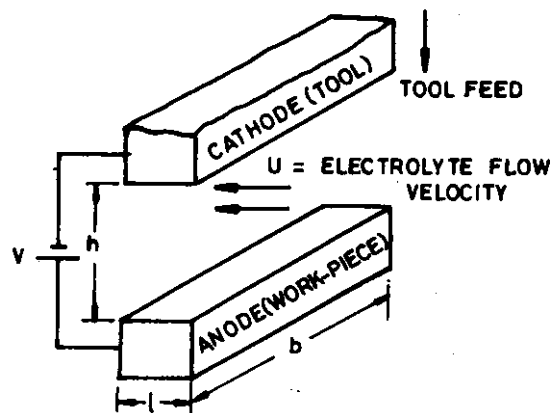 CATHODE (TOOL)
TOOL FEED
U = ELECTROLYTE FLOW
VELOCITY
V
h
ANODE(WORK-PIECE)
b
l